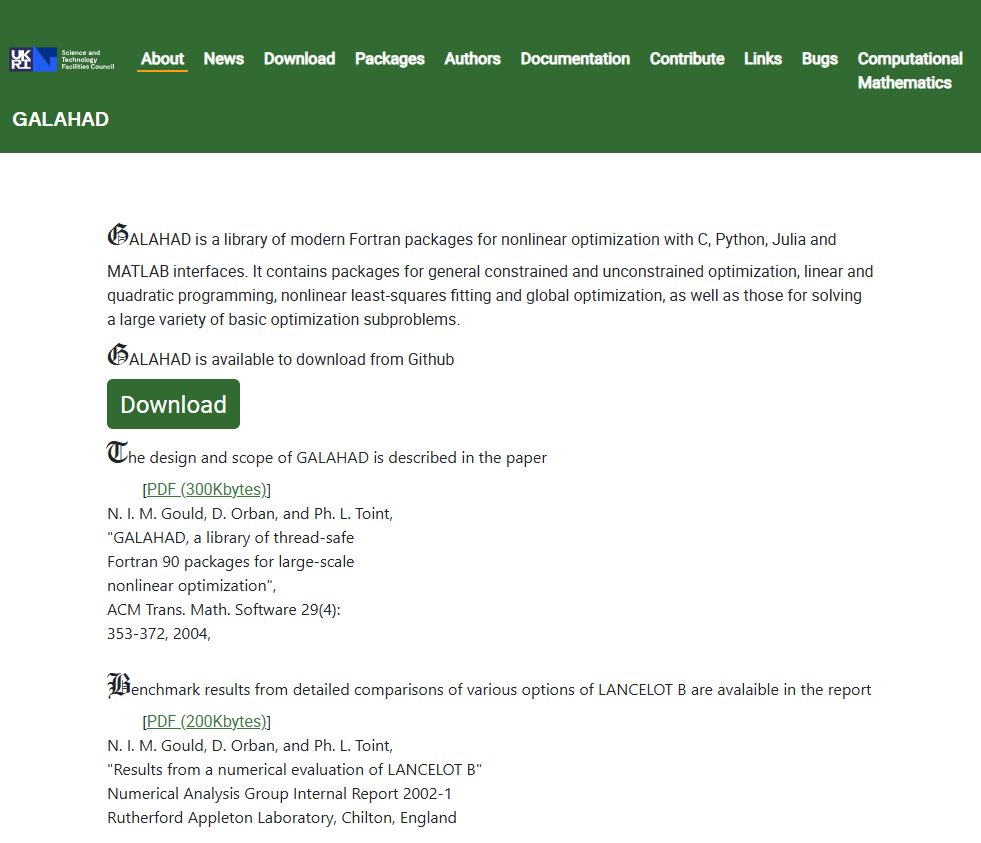 UK
RI
Science and
Technology
Facilities Council
About News Download Packages Authors Documentation Contribute Links Bugs Computational
Mathematics
GALAHAD
GALAHAD is a library of modern Fortran packages for nonlinear optimization with C, Python, Julia and
MATLAB interfaces. It contains packages for general constrained and unconstrained optimization, linear and
quadratic programming, nonlinear least-squares fitting and global optimization, as well as those for solving
a large variety of basic optimization subproblems.
GALAHAD is available to download from Github
Download
The design and scope of GALAHAD is described in the paper
[PDF (300Kbytes)]
N. I. M. Gould, D. Orban, and Ph. L. Toint,
"GALAHAD, a library of thread-safe
Fortran 90 packages for large-scale
nonlinear optimization",
ACM Trans. Math. Software 29(4):
353-372, 2004,
Benchmark results from detailed comparisons of various options of LANCELOT B are avalaible in the report
[PDF (200Kbytes)]
N. I. M. Gould, D. Orban, and Ph. L. Toint,
"Results from a numerical evaluation of LANCELOT B"
Numerical Analysis Group Internal Report 2002-1
Rutherford Appleton Laboratory, Chilton, England